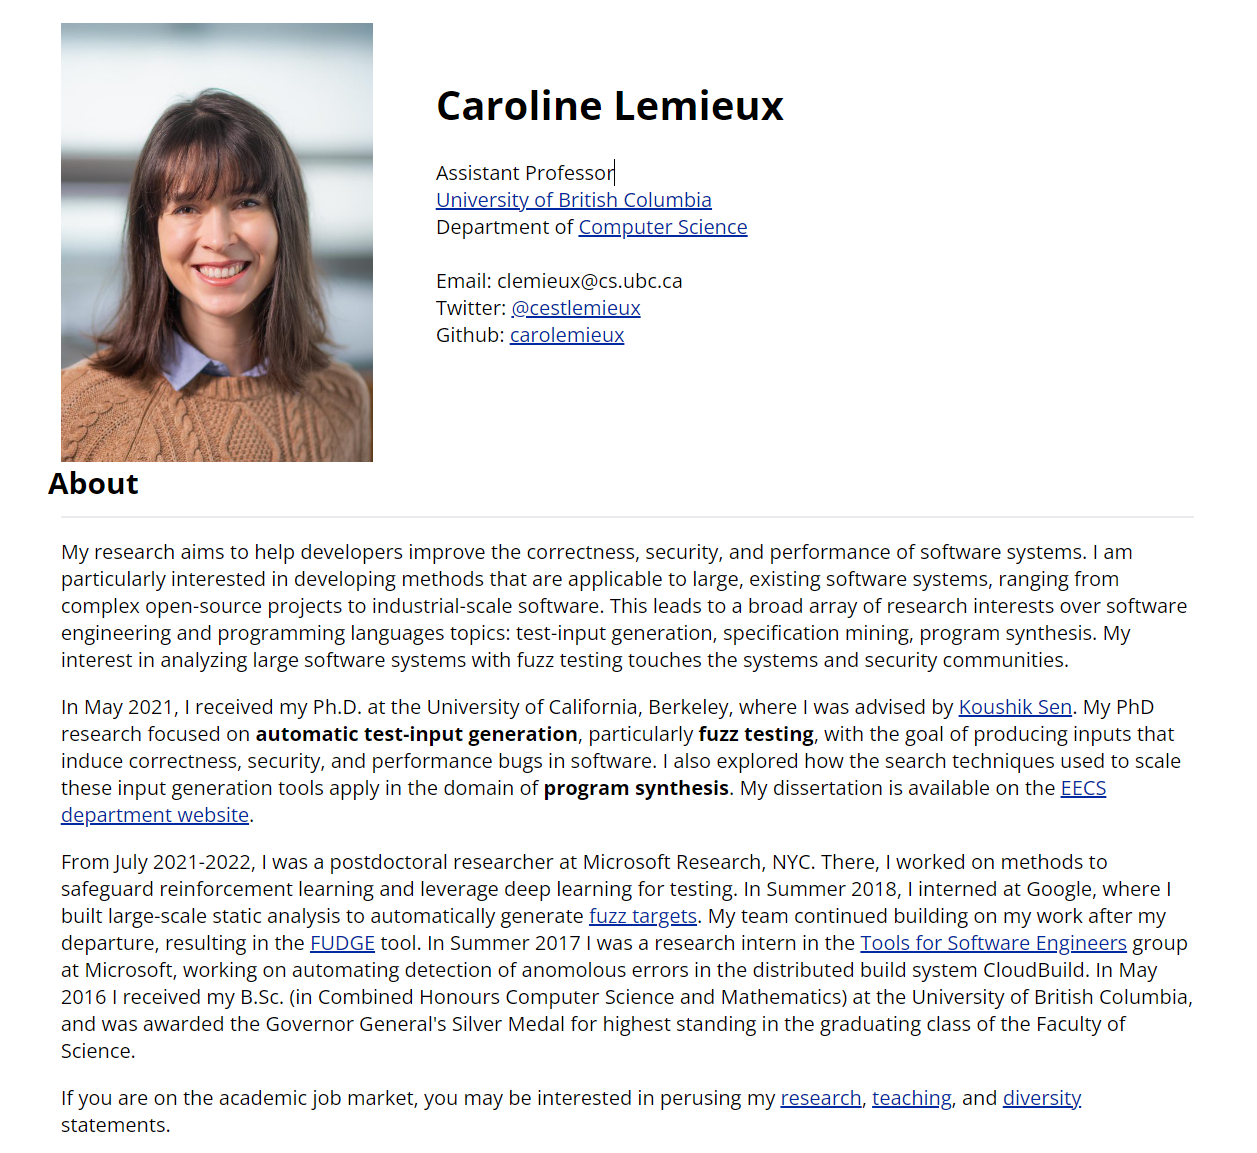 Caroline Lemieux
Assistant Professor
University of British Columbia
Department of Computer Science
Email: clemieux@cs.ubc.ca
Twitter: @cestlemieux
Github: carolemieux
About
My research aims to help developers improve the correctness, security, and performance of software systems. I am
particularly interested in developing methods that are applicable to large, existing software systems, ranging from
complex open-source projects to industrial-scale software. This leads to a broad array of research interests over software
engineering and programming languages topics: test-input generation, specification mining, program synthesis. My
interest in analyzing large software systems with fuzz testing touches the systems and security communities.
In May 2021, I received my Ph.D. at the University of California, Berkeley, where I was advised by Koushik Sen. My PhD
research focused on automatic test-input generation, particularly fuzz testing, with the goal of producing inputs that
induce correctness, security, and performance bugs in software. I also explored how the search techniques used to scale
these input generation tools apply in the domain of program synthesis. My dissertation is available on the EECS
department website.
From July 2021-2022, I was a postdoctoral researcher at Microsoft Research, NYC. There, I worked on methods to
safeguard reinforcement learning and leverage deep learning for testing. In Summer 2018, I interned at Google, where I
built large-scale static analysis to automatically generate fuzz targets. My team continued building on my work after my
departure, resulting in the FUDGE tool. In Summer 2017 I was a research intern in the Tools for Software Engineers group
at Microsoft, working on automating detection of anomolous errors in the distributed build system CloudBuild. In May
2016 I received my B.Sc. (in Combined Honours Computer Science and Mathematics) at the University of British Columbia,
and was awarded the Governor General's Silver Medal for highest standing in the graduating class of the Faculty of
Science.
If you are on the academic job market, you may be interested in perusing my research, teaching, and diversity
statements.